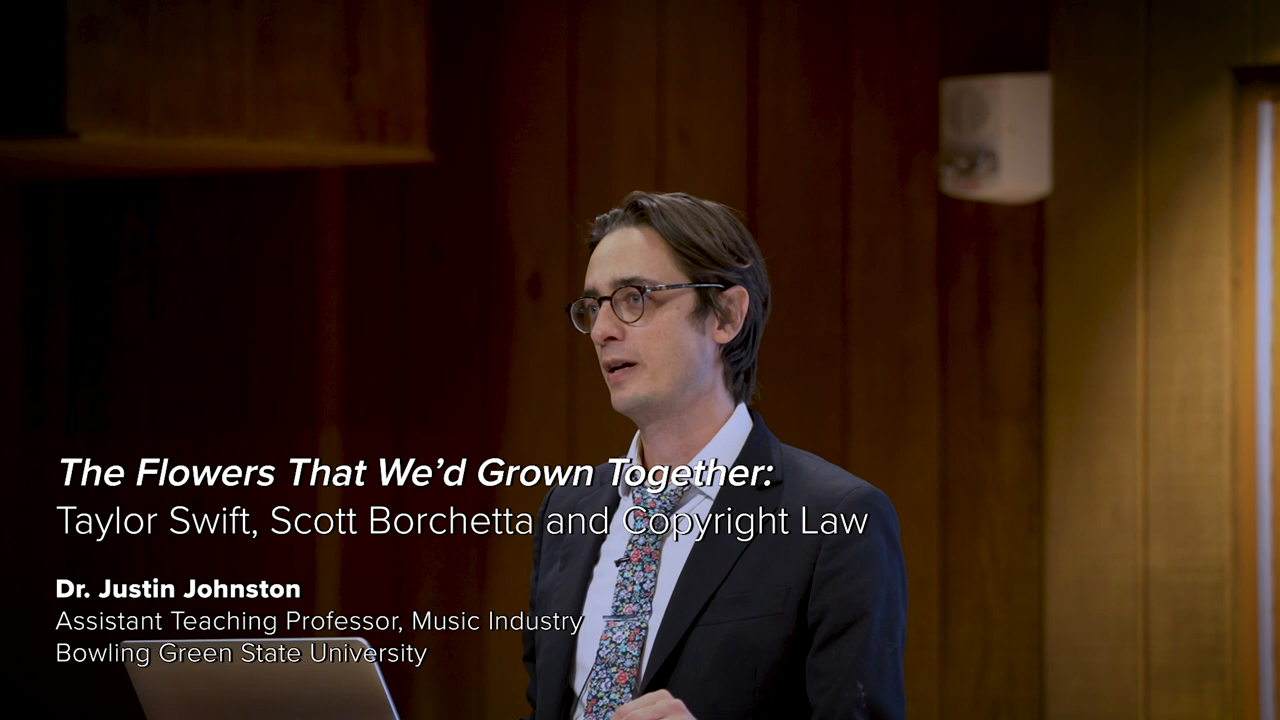 The Flowers That We’d Grown Together:
Taylor Swift, Scott Borchetta and Copyright Law
Dr. Justin Johnston
Assistant Teaching Professor, Music Industry
Bowling Green State University